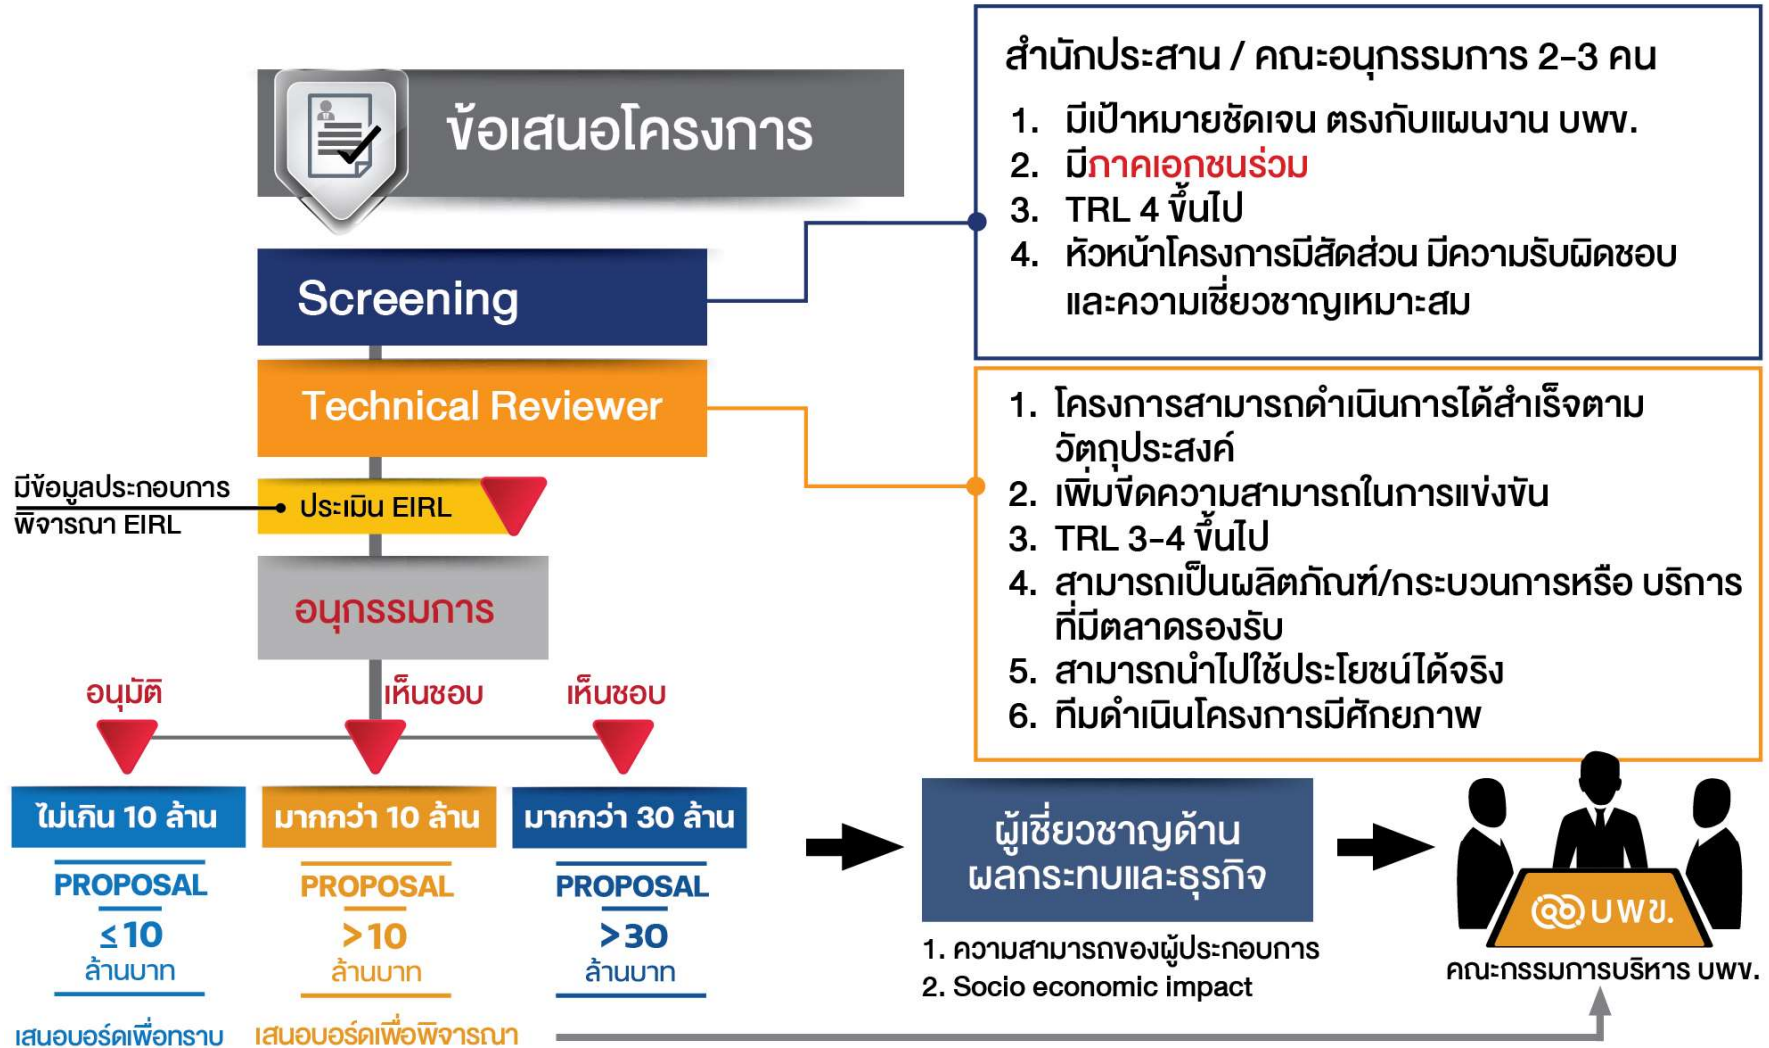 ข้อเสนอโครงการ
Screening
Technical Reviewer
มีข้อมูลประกอบการ
พิจารณา EIRL
ประเมิน EIRL
อนุกรรมการ
สำนักประสาน / คณะอนุกรรมการ 2-3 คน
1. มีเป้าหมายชัดเจน ตรงกับแผนงาน บพข.
2. มีภาคเอกชนร่วม
3. TRL 4 ขึ้นไป
4. หัวหน้าโครงการมีสัดส่วน มีความรับผิดชอบ
และความเชี่ยวชาญเหมาะสม
1. โครงการสามารถดำเนินการได้สำเร็จตาม
วัตถุประสงค์
2. เพิ่มขีดความสามารถในการแข่งขัน
3. TRL 3-4 ขึ้นไป
4. สามารถเป็นผลิตภัณฑ์/กระบวนการหรือ บริการ
ที่มีตลาดรองรับ
5. สามารถนำไปใช้ประโยชน์ได้จริง
6. ทีมดำเนินโครงการมีศักยภาพ
อนุมัติ
เห็นชอบ
เห็นชอบ
ไม่เกิน 10 ล้าน
PROPOSAL
≤10
ล้านบาท
เสนอบอร์ดเพื่อทราบ
มากกว่า 10 ล้าน
PROPOSAL
>10
ล้านบาท
เสนอบอร์ดเพื่อพิจารณา
มากกว่า 30 ล้าน
PROPOSAL
>30
ล้านบาท
ผู้เชี่ยวชาญด้าน
ผลกระทบและธุรกิจ
1. ความสามารถของผู้ประกอบการ
2. Socio economic impact
บพข.
คณะกรรมการบริหาร บพข.